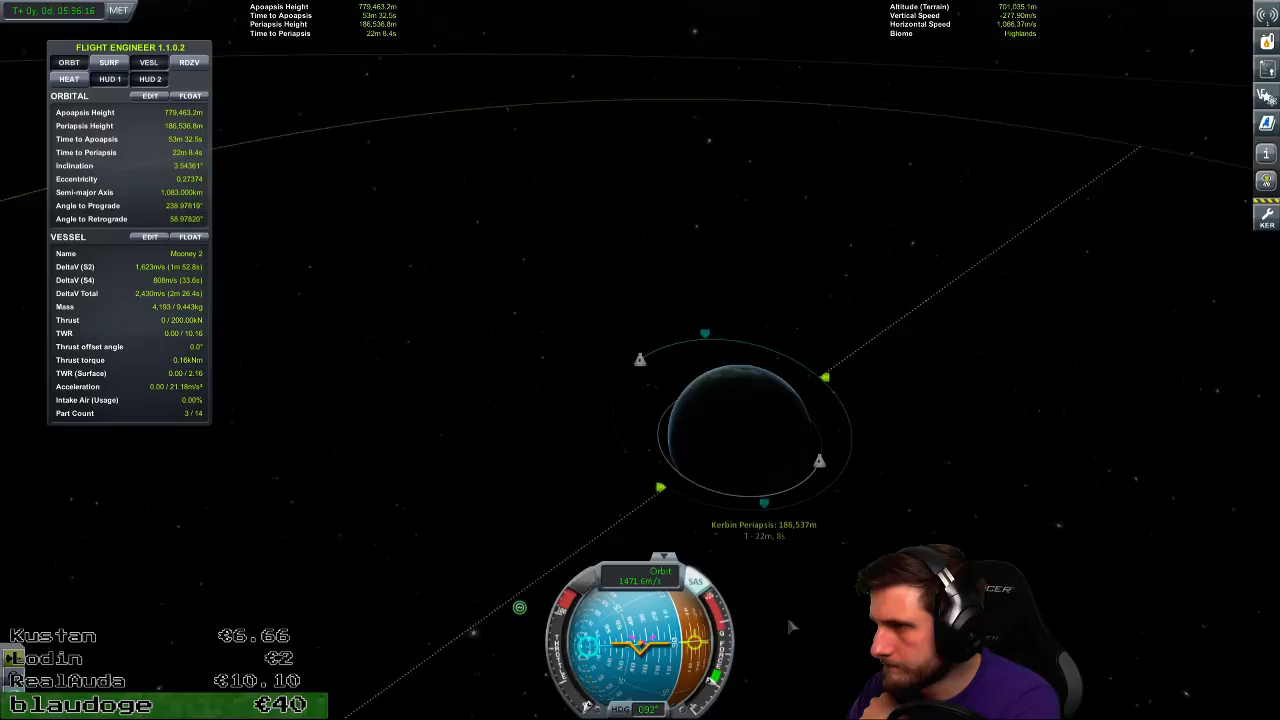 T+ 0y, 0d, 05:36:16 MET
Apoapsis Height 779,463.2m
Time to Apoapsis 53m 32.5s
Periapsis Height 186,536.8m
Time to Periapsis 22m 8.4s
Altitude (Terrain) 701,035.1m
Vertical Speed -277.90m/s
Horizontal Speed 1,066.37m/s
Biome Highlands
FLIGHT ENGINEER 1.1.0.2
ORBT SURF VESL RDZV
HEAT HUD 1 HUD 2
ORBITAL EDIT FLOAT
Apoapsis Height 779,463.2m
Periapsis Height 186,536.8m
Time to Apoapsis 53m 32.5s
Time to Periapsis 22m 8.4s
Inclination 3.54361°
Eccentricity 0.27374
Semi-major Axis 1,083.000km
Angle to Prograde 238.97819°
Angle to Retrograde 58.97820°
VESSEL EDIT FLOAT
Name Mooney 2
DeltaV (S2) 1,623m/s (1m 52.8s)
DeltaV (S4) 808m/s (33.6s)
DeltaV Total 2,430m/s (2m 26.4s)
Mass 4,193 / 9,443kg
Thrust 0 / 200.00kN
TWR 0.00 / 10.16
Thrust offset angle 0.0°
Thrust torque 0.16kNm
TWR (Surface) 0.00 / 2.16
Acceleration 0.00 / 21.18m/s²
Intake Air (Usage) 0.00%
Part Count 3 / 14
KER
Kerbin Periapsis: 186,537m
T - 22m, 8s
Orbit
1471.6m/s
SAS
HDG 092°
Kustan €6.66
Lodin €2
RealAuda €10.10
blaudoge €40